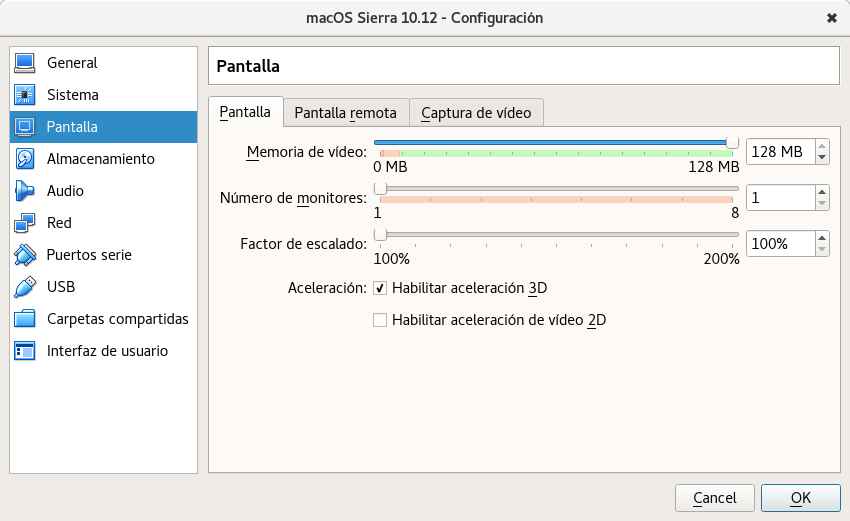 macOS Sierra 10.12 - Configuración
General
Sistema
Pantalla
Almacenamiento
Audio
Red
Puertos serie
USB
Carpetas compartidas
Interfaz de usuario
Pantalla
Pantalla Pantalla remota Captura de vídeo
Memoria de vídeo: 128 MB
0 MB 128 MB
Número de monitores: 1
1 8
Factor de escalado: 100%
100% 200%
Aceleración: Habilitar aceleración 3D
Habilitar aceleración de vídeo 2D
Cancel OK